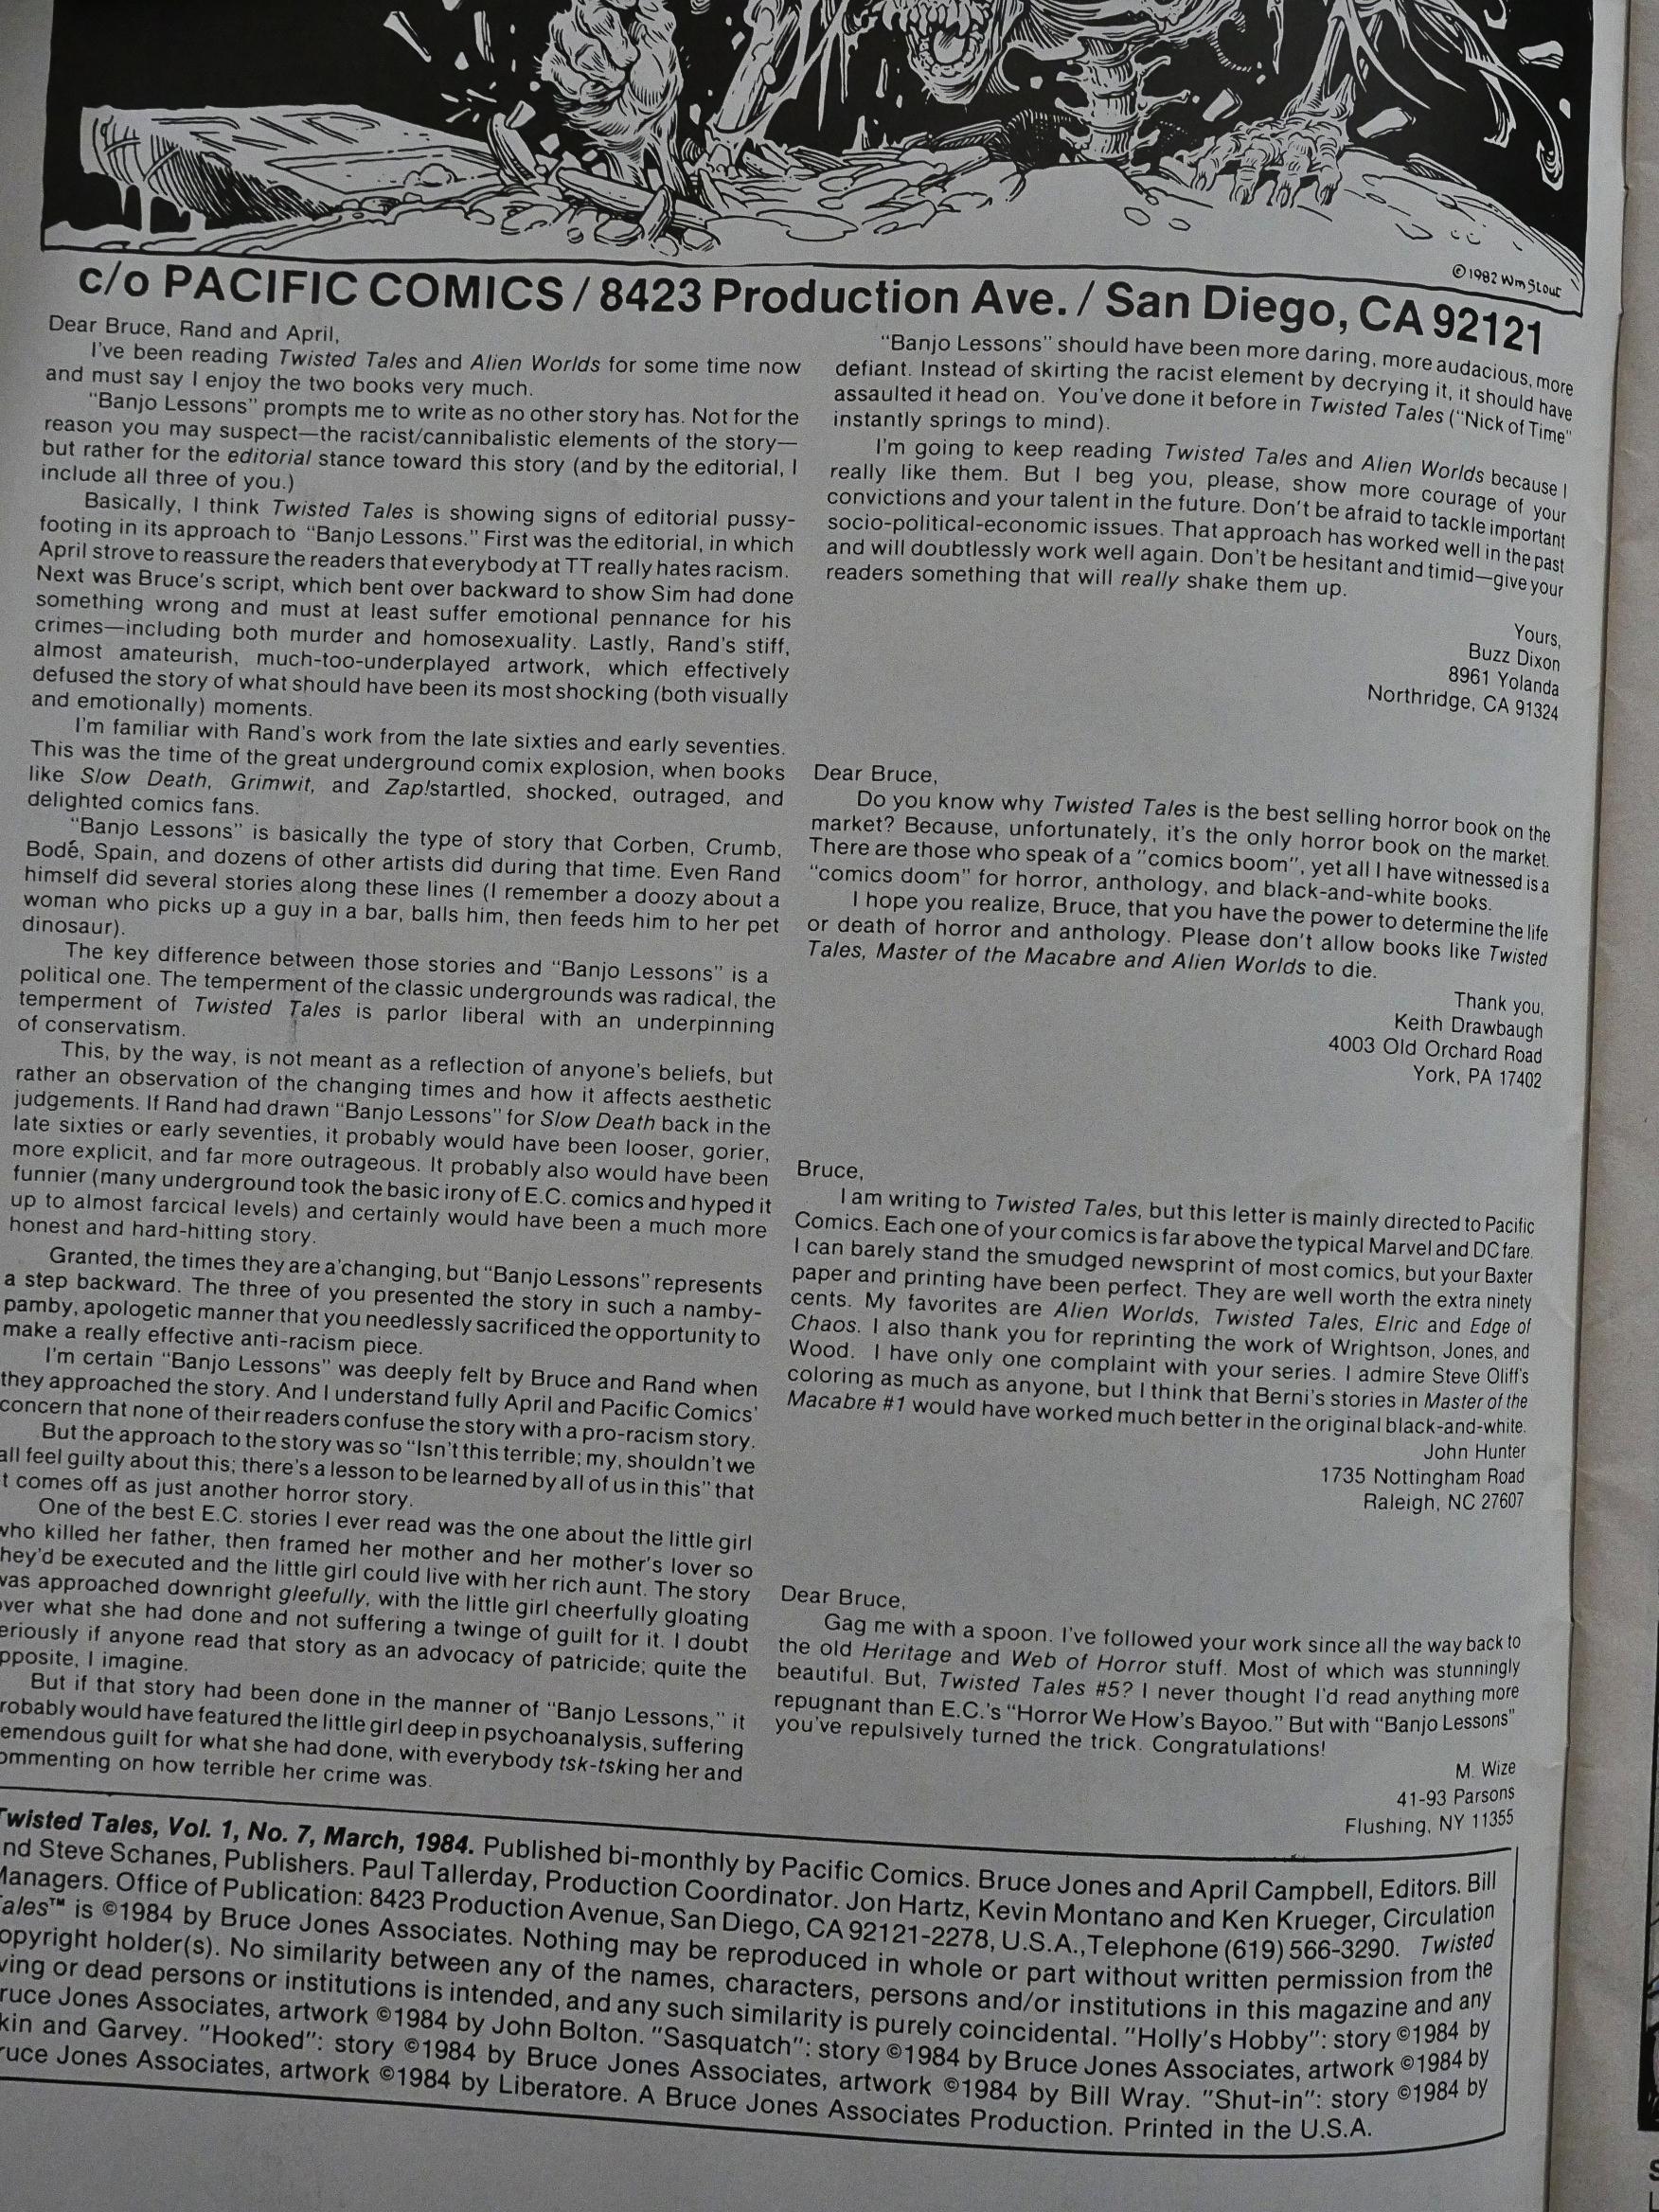 ©1982 Wm Stout
c/o PACIFIC COMICS / 8423 Production Ave. / San Diego, CA 92121
Dear Bruce, Rand and April,
I've been reading Twisted Tales and Alien Worlds for some time now
and must say I enjoy the two books very much.
"Banjo Lessons" prompts me to write as no other story has. Not for the
reason you may suspect—the racist/cannibalistic elements of the story—
but rather for the editorial stance toward this story (and by the editorial, I
include all three of you.)
Basically, I think Twisted Tales is showing signs of editorial pussy-
footing in its approach to "Banjo Lessons." First was the editorial, in which
April strove to reassure the readers that everybody at TT really hates racism.
Next was Bruce's script, which bent over backward to show Sim had done
something wrong and must at least suffer emotional pennance for his
crimes—including both murder and homosexuality. Lastly, Rand's stiff,
almost amateurish, much-too-underplayed artwork, which effectively
defused the story of what should have been its most shocking (both visually
and emotionally) moments.
I'm familiar with Rand's work from the late sixties and early seventies.
This was the time of the great underground comix explosion, when books
like Slow Death, Grimwit, and Zap!startled, shocked, outraged, and
delighted comics fans.
"Banjo Lessons" is basically the type of story that Corben, Crumb,
Bodé, Spain, and dozens of other artists did during that time. Even Rand
himself did several stories along these lines (I remember a doozy about a
woman who picks up a guy in a bar, balls him, then feeds him to her pet
dinosaur).
The key difference between those stories and "Banjo Lessons" is a
political one. The temperment of the classic undergrounds was radical, the
temperment of Twisted Tales is parlor liberal with an underpinning
of conservatism.
This, by the way, is not meant as a reflection of anyone's beliefs, but
rather an observation of the changing times and how it affects aesthetic
judgements. If Rand had drawn "Banjo Lessons" for Slow Death back in the
late sixties or early seventies, it probably would have been looser, gorier,
more explicit, and far more outrageous. It probably also would have been
funnier (many underground took the basic irony of E.C. comics and hyped it
up to almost farcical levels) and certainly would have been a much more
honest and hard-hitting story.
Granted, the times they are a'changing, but "Banjo Lessons" represents
a step backward. The three of you presented the story in such a namby-
pamby, apologetic manner that you needlessly sacrificed the opportunity to
make a really effective anti-racism piece.
I'm certain "Banjo Lessons" was deeply felt by Bruce and Rand when
they approached the story. And I understand fully April and Pacific Comics'
concern that none of their readers confuse the story with a pro-racism story.
But the approach to the story was so "Isn't this terrible; my, shouldn't we
all feel guilty about this; there's a lesson to be learned by all of us in this" that
t comes off as just another horror story.
One of the best E.C. stories I ever read was the one about the little girl
who killed her father, then framed her mother and her mother's lover so
hey'd be executed and the little girl could live with her rich aunt. The story
was approached downright gleefully, with the little girl cheerfully gloating
over what she had done and not suffering a twinge of guilt for it. I doubt
eriously if anyone read that story as an advocacy of patricide; quite the
pposite, I imagine.
But if that story had been done in the manner of "Banjo Lessons," it
robably would have featured the little girl deep in psychoanalysis, suffering
emendous guilt for what she had done, with everybody tsk-tsking her and
ommenting on how terrible her crime was.
"Banjo Lessons" should have been more daring, more audacious, more
defiant. Instead of skirting the racist element by decrying it, it should have
assaulted it head on. You've done it before in Twisted Tales ("Nick of Time"
instantly springs to mind).
I'm going to keep reading Twisted Tales and Alien Worlds because I
really like them. But I beg you, please, show more courage of your
convictions and your talent in the future. Don't be afraid to tackle important
socio-political-economic issues. That approach has worked well in the past
and will doubtlessly work well again. Don't be hesitant and timid—give your
readers something that will really shake them up.
Yours,
Buzz Dixon
8961 Yolanda
Northridge, CA 91324
Dear Bruce,
Do you know why Twisted Tales is the best selling horror book on the
market? Because, unfortunately, it's the only horror book on the market.
There are those who speak of a "comics boom", yet all I have witnessed is a
"comics doom" for horror, anthology, and black-and-white books.
I hope you realize, Bruce, that you have the power to determine the life
or death of horror and anthology. Please don't allow books like Twisted
Tales, Master of the Macabre and Alien Worlds to die.
Thank you,
Keith Drawbaugh
4003 Old Orchard Road
York, PA 17402
Bruce,
I am writing to Twisted Tales, but this letter is mainly directed to Pacific
Comics. Each one of your comics is far above the typical Marvel and DC fare.
I can barely stand the smudged newsprint of most comics, but your Baxter
paper and printing have been perfect. They are well worth the extra ninety
cents. My favorites are Alien Worlds, Twisted Tales, Elric and Edge of
Chaos. I also thank you for reprinting the work of Wrightson, Jones, and
Wood. I have only one complaint with your series. I admire Steve Oliff's
coloring as much as anyone, but I think that Berni's stories in Master of the
Macabre #1 would have worked much better in the original black-and-white.
John Hunter
1735 Nottingham Road
Raleigh, NC 27607
Dear Bruce,
Gag me with a spoon. I've followed your work since all the way back to
the old Heritage and Web of Horror stuff. Most of which was stunningly
beautiful. But, Twisted Tales #5? I never thought I'd read anything more
repugnant than E.C.'s "Horror We How's Bayoo." But with "Banjo Lessons"
you've repulsively turned the trick. Congratulations!
M. Wize
41-93 Parsons
Flushing, NY 11355
Twisted Tales, Vol. 1, No. 7, March, 1984. Published bi-monthly by Pacific Comics. Bruce Jones and April Campbell, Editors. Bill
nd Steve Schanes, Publishers. Paul Tallerday, Production Coordinator. Jon Hartz, Kevin Montano and Ken Krueger, Circulation
Managers. Office of Publication: 8423 Production Avenue, San Diego, CA 92121-2278, U.S.A.,Telephone (619) 566-3290. Twisted
Tales™ is ©1984 by Bruce Jones Associates. Nothing may be reproduced in whole or part without written permission from the
opyright holder(s). No similarity between any of the names, characters, persons and/or institutions in this magazine and any
ving or dead persons or institutions is intended, and any such similarity is purely coincidental. "Holly's Hobby": story ©1984 by
ruce Jones Associates, artwork ©1984 by John Bolton. "Sasquatch": story ©1984 by Bruce Jones Associates, artwork ©1984 by
kin and Garvey. "Hooked": story ©1984 by Bruce Jones Associates, artwork ©1984 by Bill Wray. "Shut-in": story ©1984 by
ruce Jones Associates, artwork ©1984 by Liberatore. A Bruce Jones Associates Production. Printed in the U.S.A.